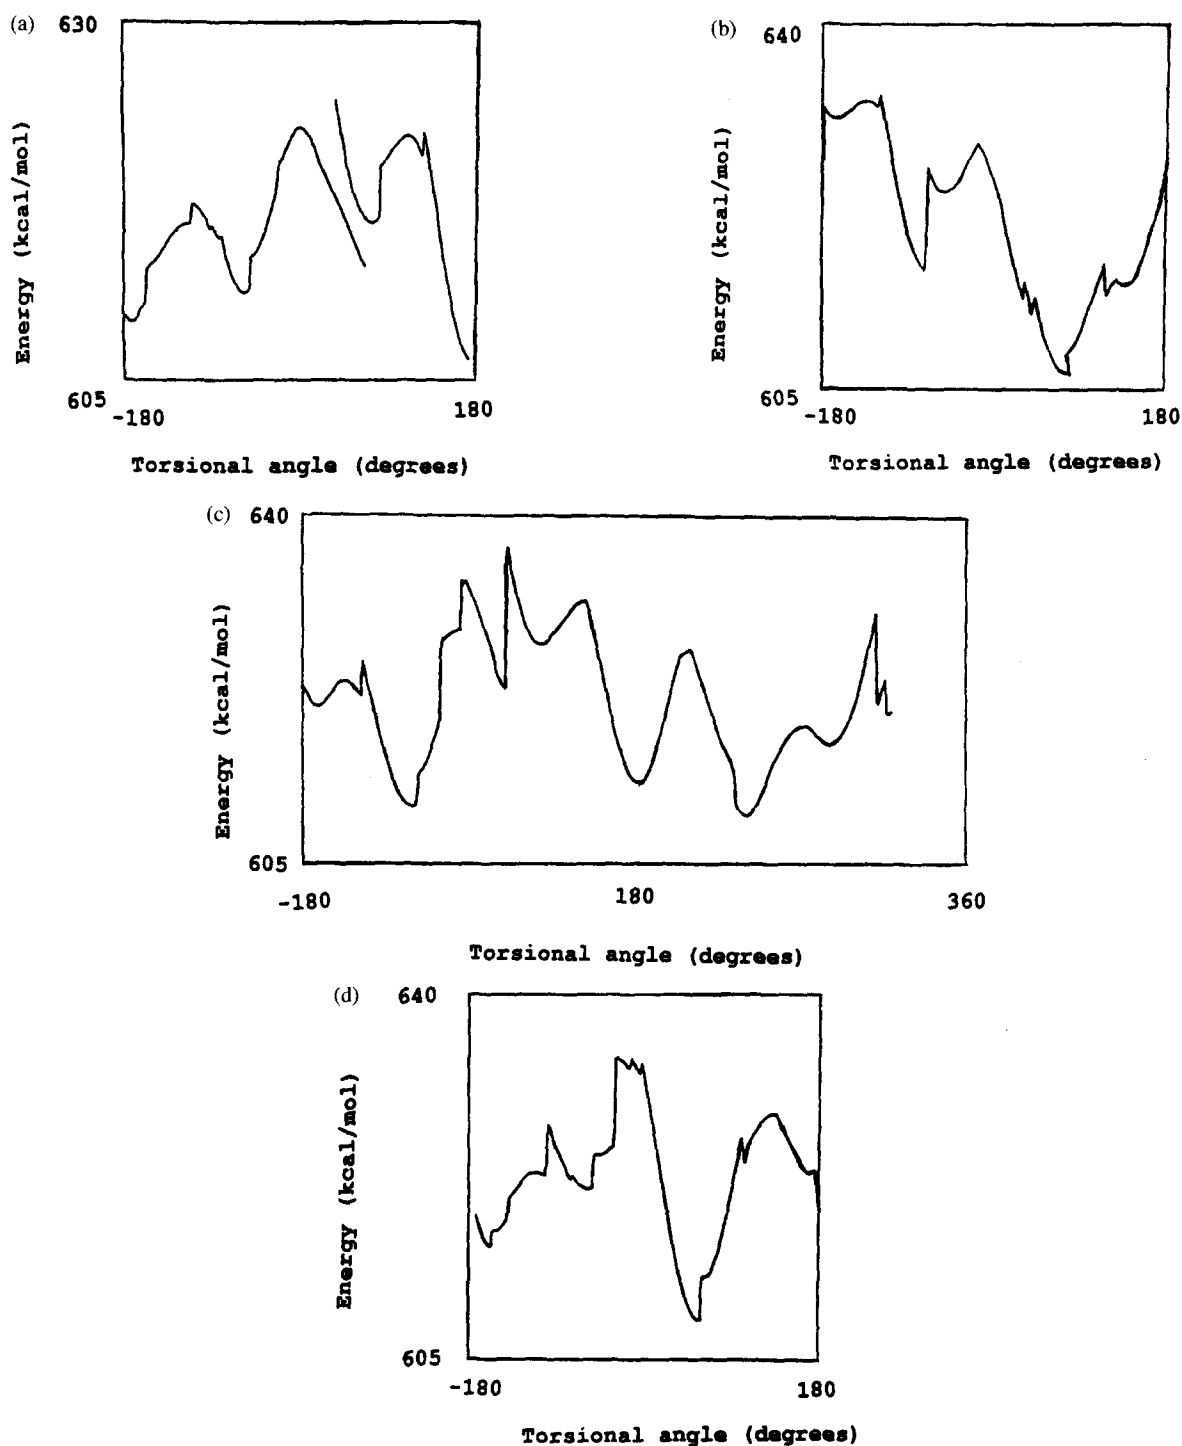 (a)
630
Energy (kcal/mol)
605
-180
180
Torsional angle (degrees)
(b)
640
Energy (kcal/mol)
605
-180
180
Torsional angle (degrees)
(c)
640
Energy (kcal/mol)
605
-180
180
360
Torsional angle (degrees)
(d)
640
Energy (kcal/mol)
605
-180
180
Torsional angle (degrees)